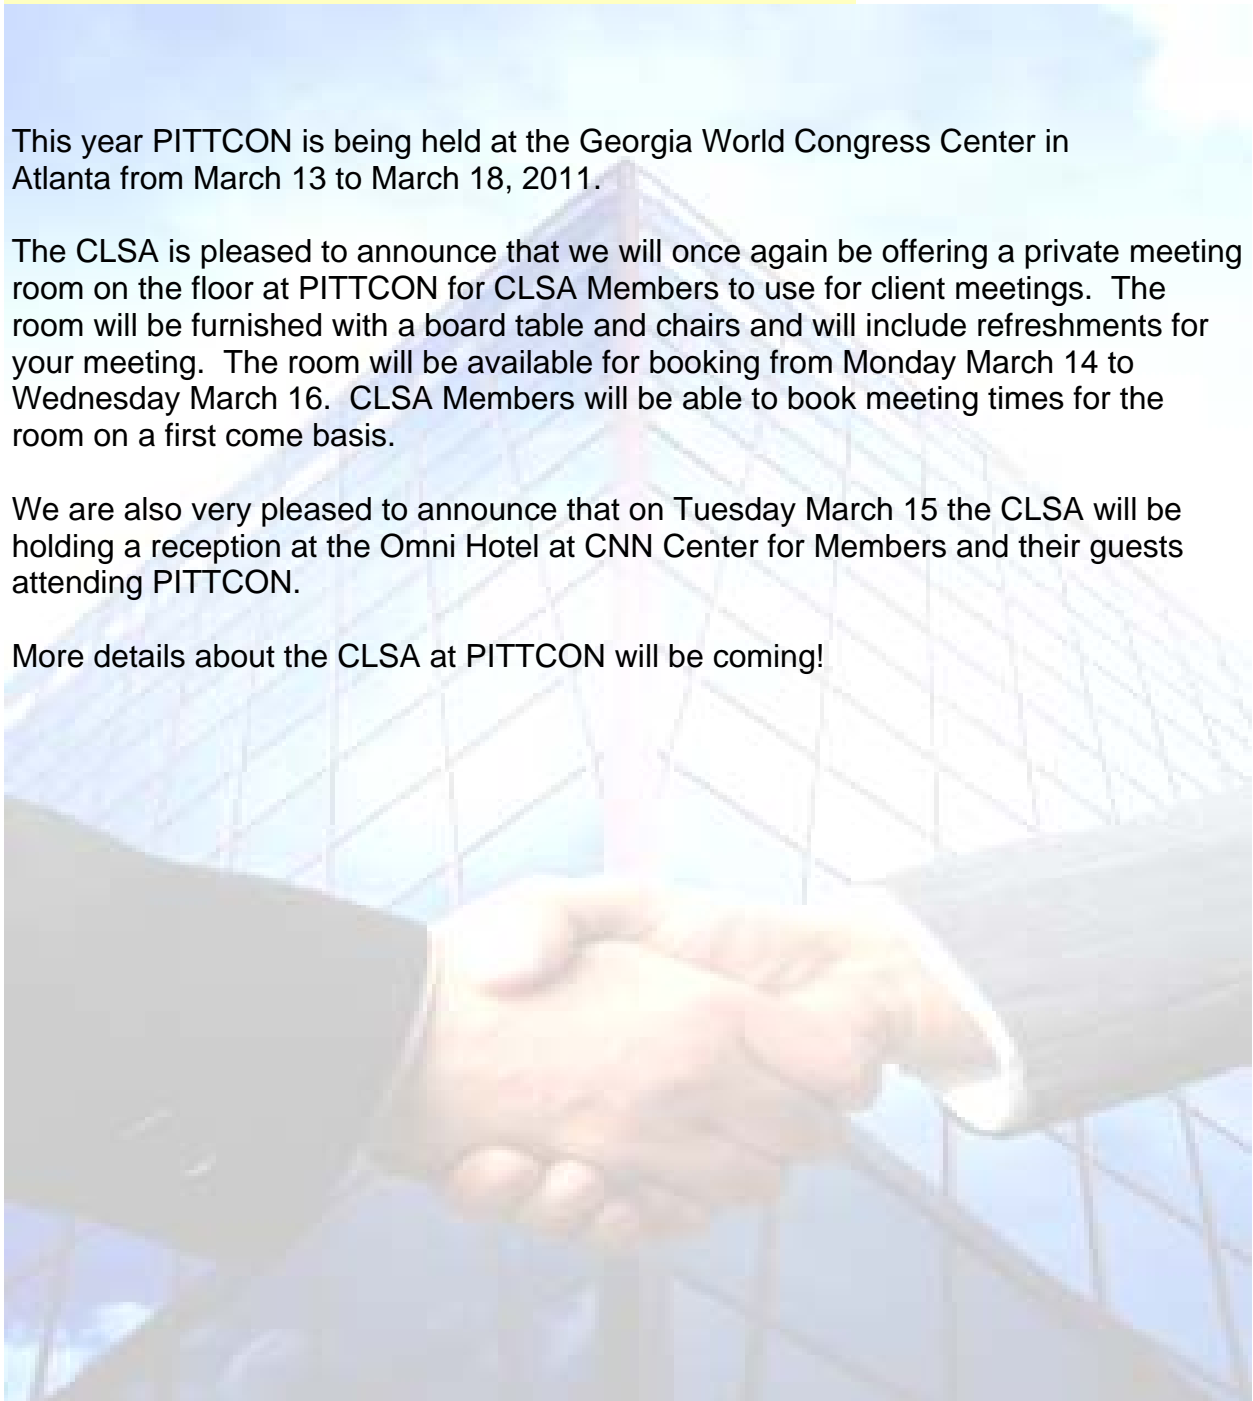 This year PITTCON is being held at the Georgia World Congress Center in
Atlanta from March 13 to March 18, 2011.
The CLSA is pleased to announce that we will once again be offering a private meeting
room on the floor at PITTCON for CLSA Members to use for client meetings.  The
room will be furnished with a board table and chairs and will include refreshments for
your meeting.  The room will be available for booking from Monday March 14 to
Wednesday March 16.  CLSA Members will be able to book meeting times for the
room on a first come basis.
We are also very pleased to announce that on Tuesday March 15 the CLSA will be
holding a reception at the Omni Hotel at CNN Center for Members and their guests
attending PITTCON.
More details about the CLSA at PITTCON will be coming!